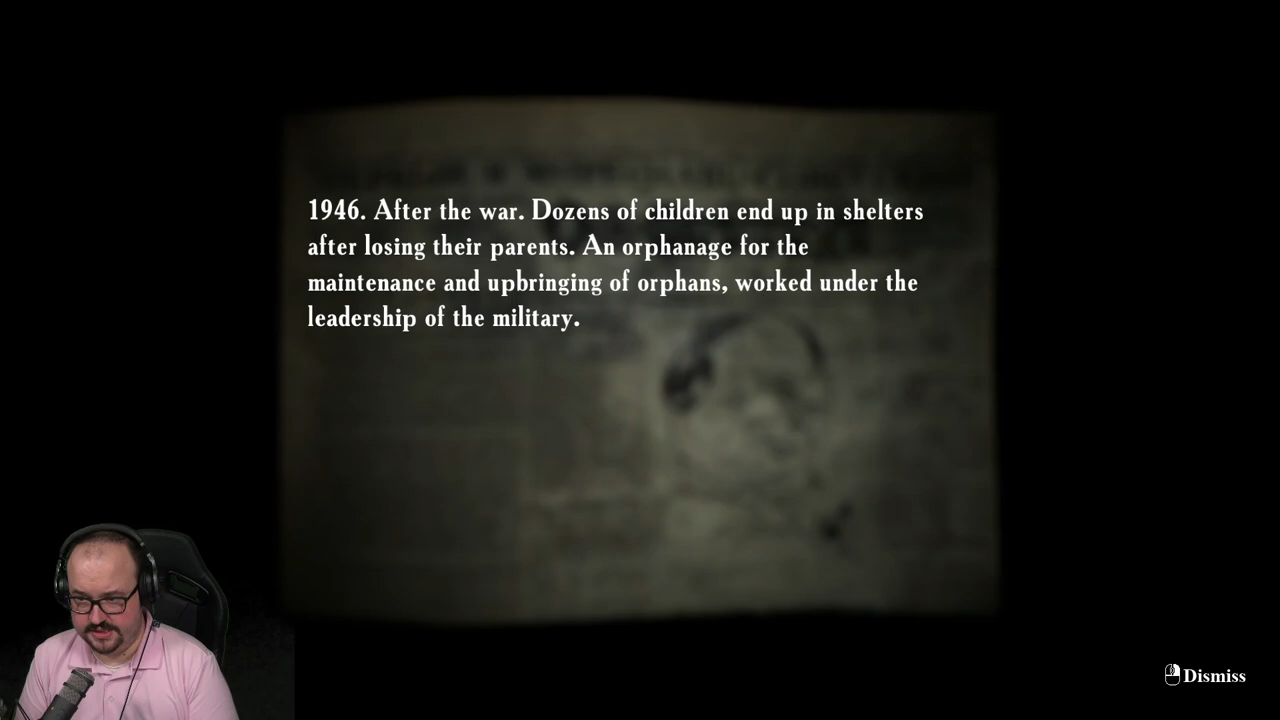 1946. After the war. Dozens of children end up in shelters
after losing their parents. An orphanage for the
maintenance and upbringing of orphans, worked under the
leadership of the military.
Dismiss